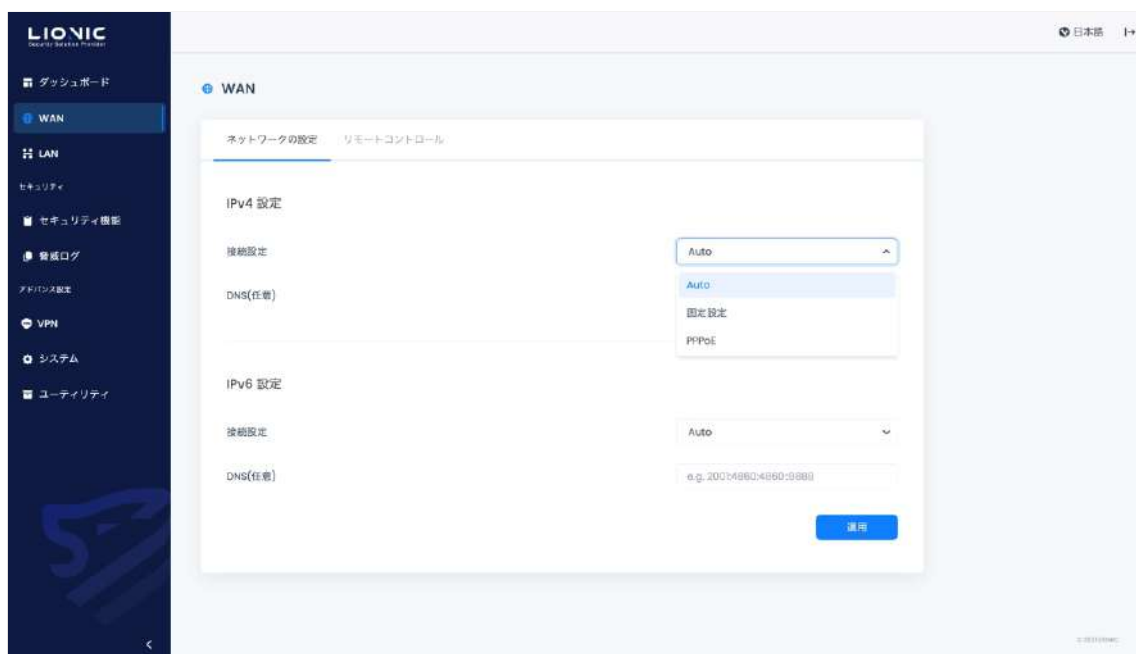 LIONIC
Security Solution Provider
日本語
ダッシュボード
WAN
LAN
セキュリティ
セキュリティ機能
脅威ログ
アドバンス設定
VPN
システム
ユーティリティ
WAN
ネットワークの設定 リモートコントロール
IPv4 設定
接続設定 Auto
Auto
DNS(任意)
固定設定
PPPoE
IPv6 設定
接続設定 Auto
DNS(任意) e.g. 2001:4860:4860::8888
適用